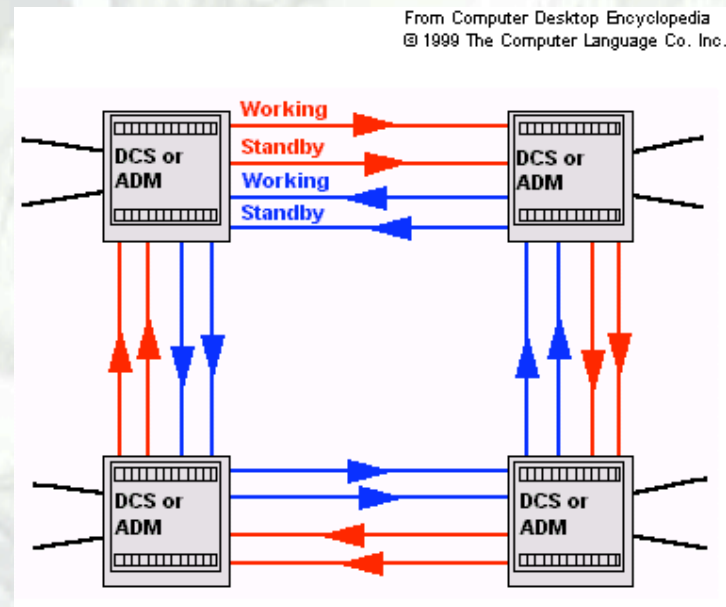 From Computer Desktop Encyclopedia
© 1999 The Computer Language Co. Inc.
Working
Standby
Working
Standby
DCS or
ADM
DCS or
ADM
DCS or
ADM
DCS or
ADM